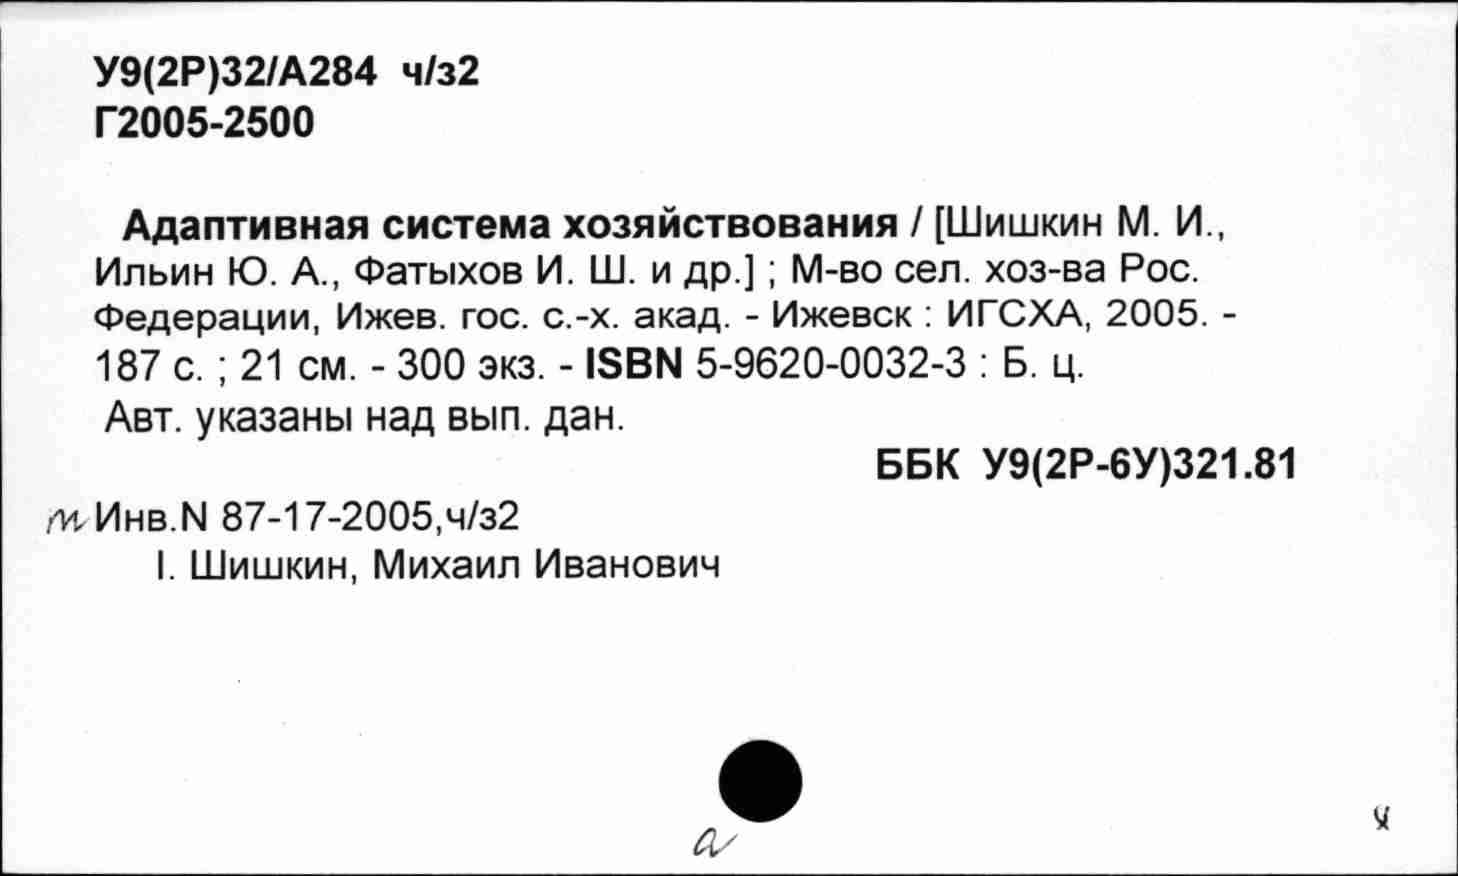 У9(2Р)32/А284 ч/з2
Г2005-2500
Адаптивная система хозяйствования / [Шишкин М. И.,
Ильин Ю. А., Фатыхов И. Ш. и др.] ; М-во сел. хоз-ва Рос.
Федерации, Ижев. гос. с.-х. акад. - Ижевск : ИГСХА, 2005. -
187 с. ; 21 см. - 300 экз. - ISBN 5-9620-0032-3 : Б. ц.
Авт. указаны над вып. дан.
ББК У9(2Р-6У)321.81
Инв.N 87-17-2005,ч/з2
I. Шишкин, Михаил Иванович
а